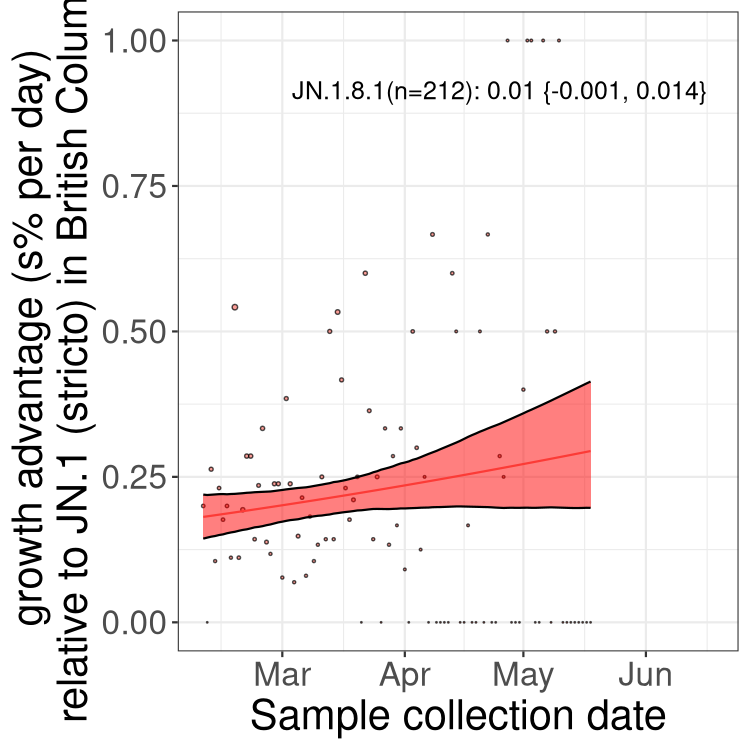 growth advantage (s% per day)
relative to JN.1 (stricto) in British Colum
1.00
0.75
0.50
0.25
0.00
JN.1.8.1(n=212): 0.01 {-0.001, 0.014}
Mar Apr May Jun
Sample collection date